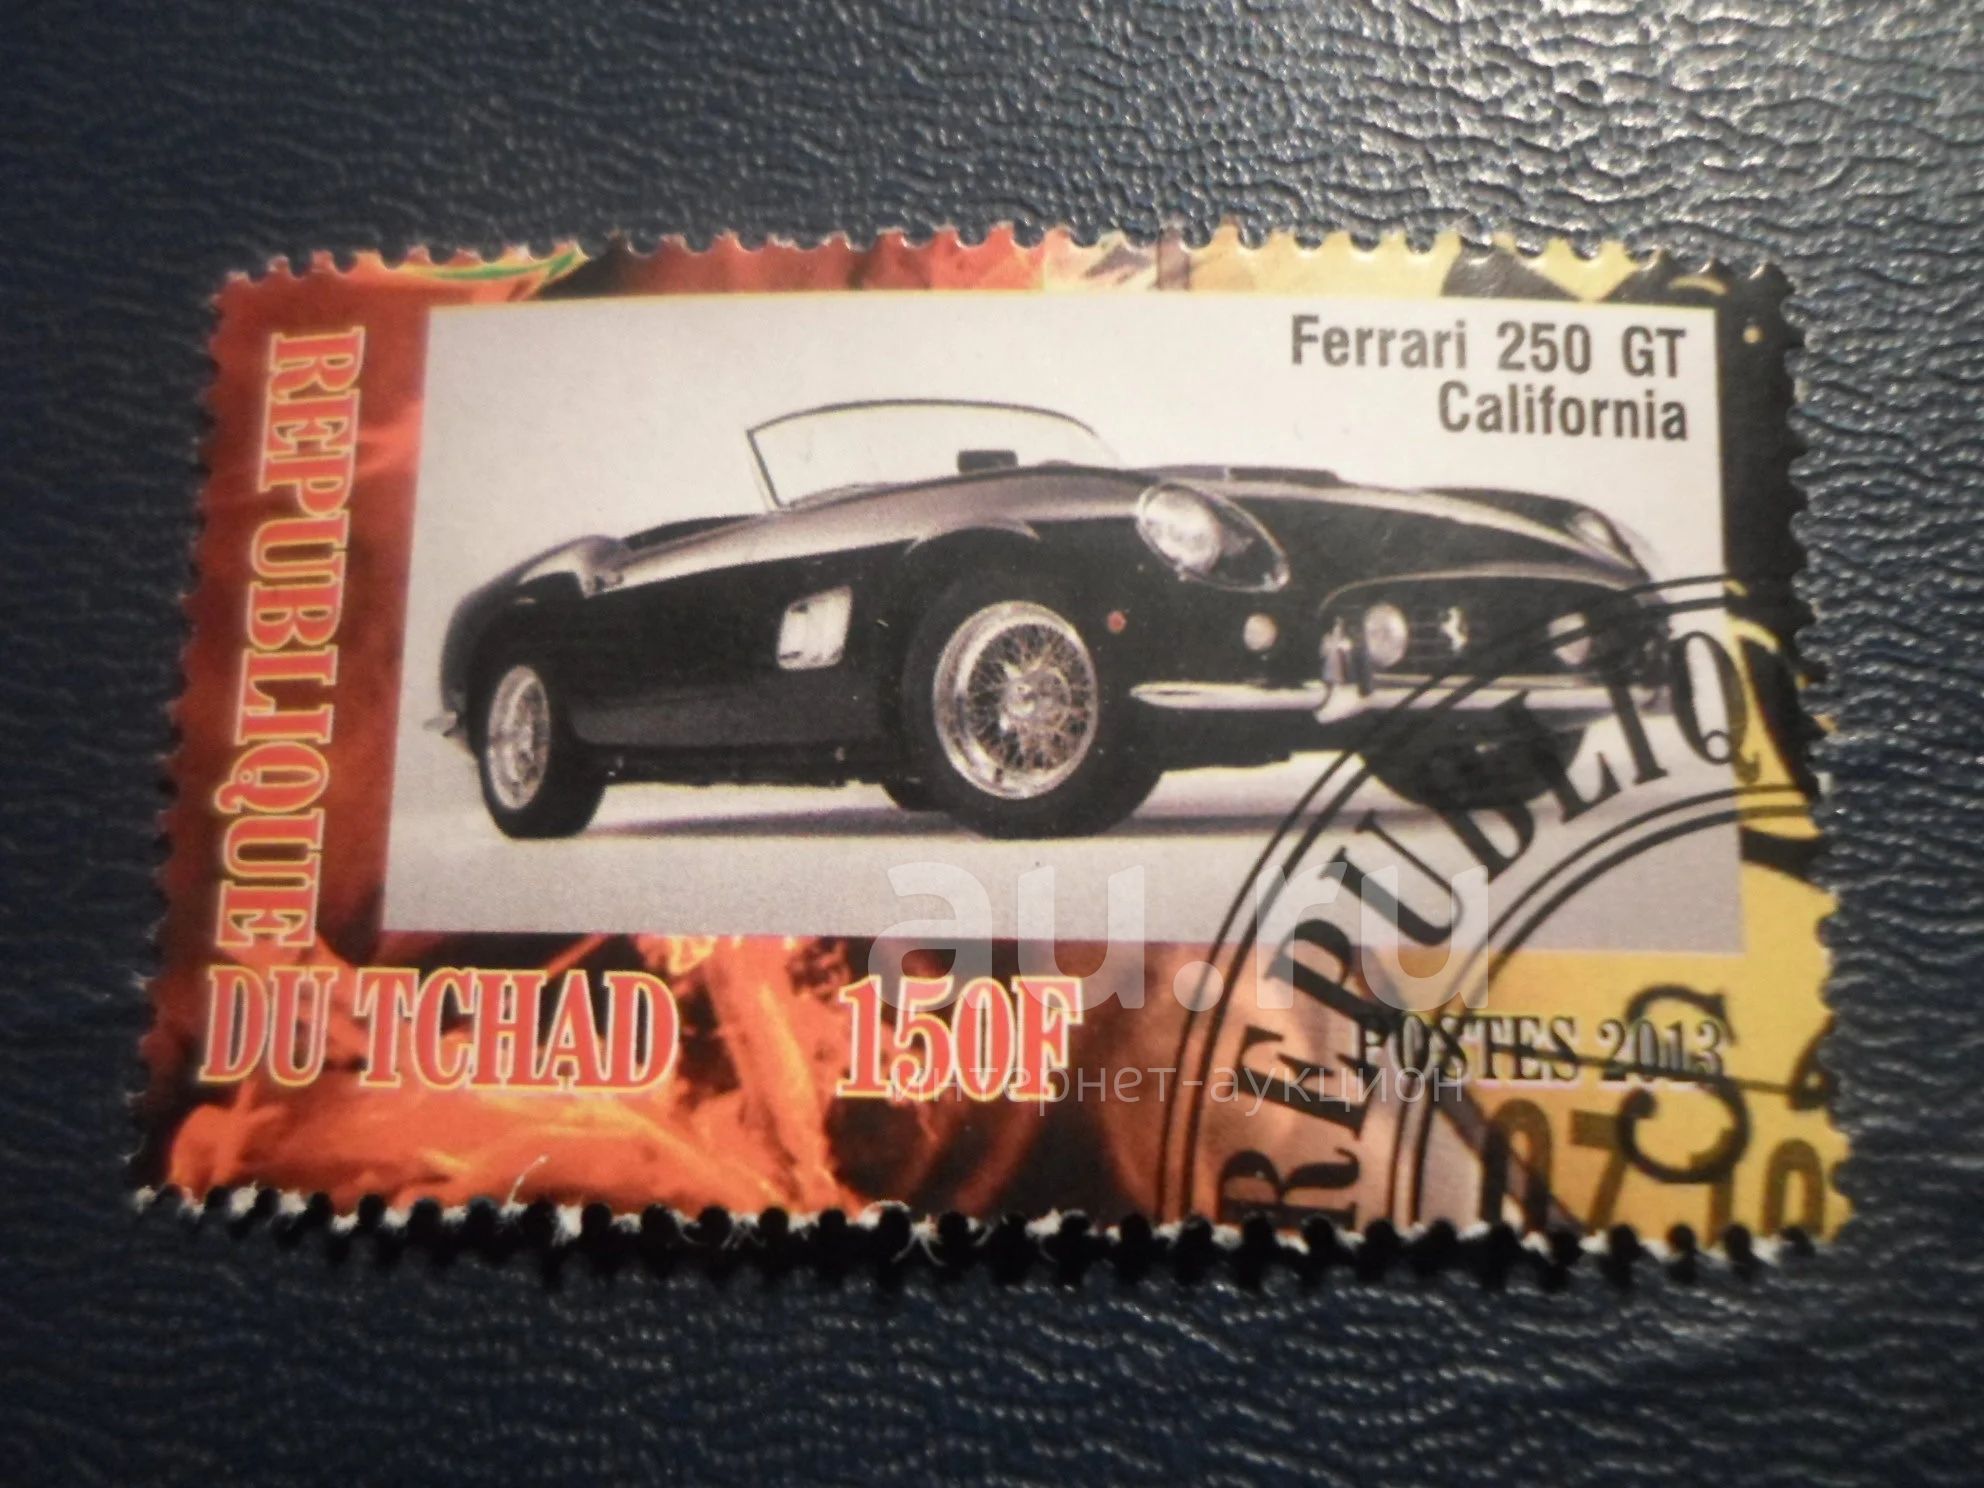 Ferrari 250 GT
California
REPUBLIQUE
DU TCHAD
150F
POSTES 2013
REPUBLIQ
au.ru
интернет-аукцион